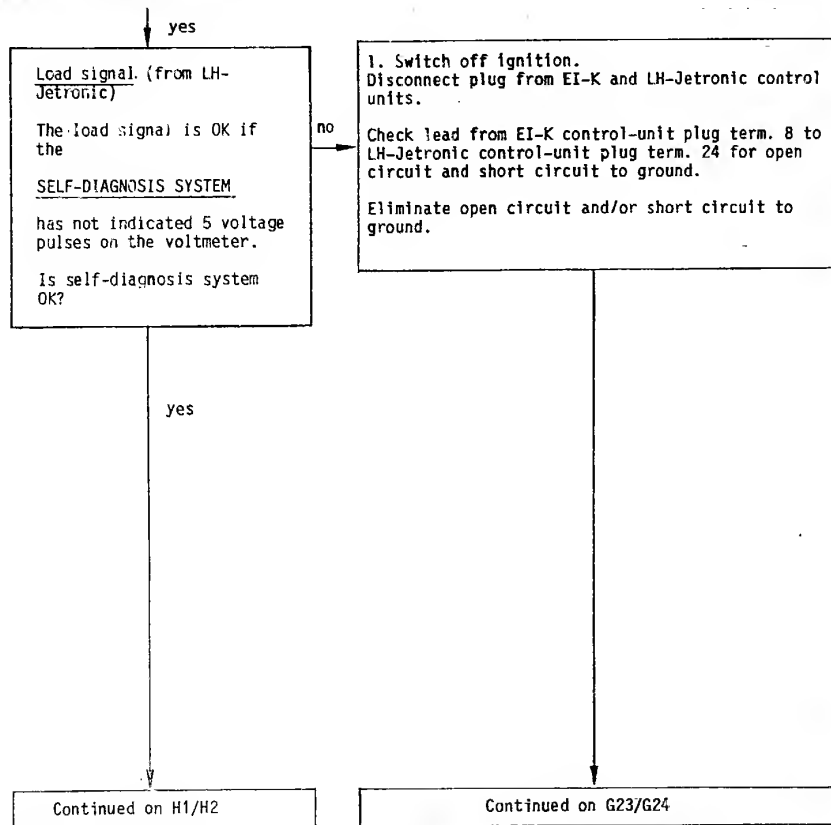 yes
Load signal. (from LH-
Jetronic)
The load signal is OK if
the
SELF-DIAGNOSIS SYSTEM
has not indicated 5 voltage
pulses on the voltmeter.
Is self-diagnosis system
OK?
no
1. Switch off ignition.
Disconnect plug from EI-K and LH-Jetronic control
units.
Check lead from EI-K control-unit plug term. 8 to
LH-Jetronic control-unit plug term. 24 for open
circuit and short circuit to ground.
Eliminate open circuit and/or short circuit to
ground.
yes
Continued on H1/H2
Continued on G23/G24